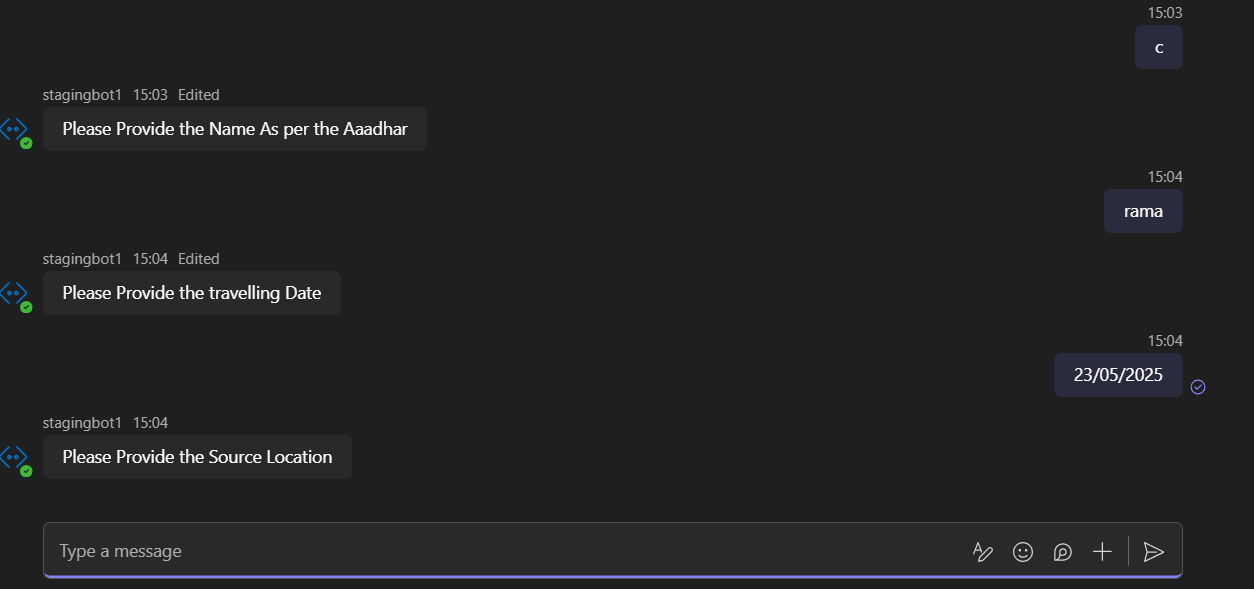 15:03
c
stagingbot1 15:03 Edited
Please Provide the Name As per the Aaadhar
15:04
rama
stagingbot1 15:04 Edited
Please Provide the travelling Date
15:04
23/05/2025
stagingbot1 15:04
Please Provide the Source Location
Type a message